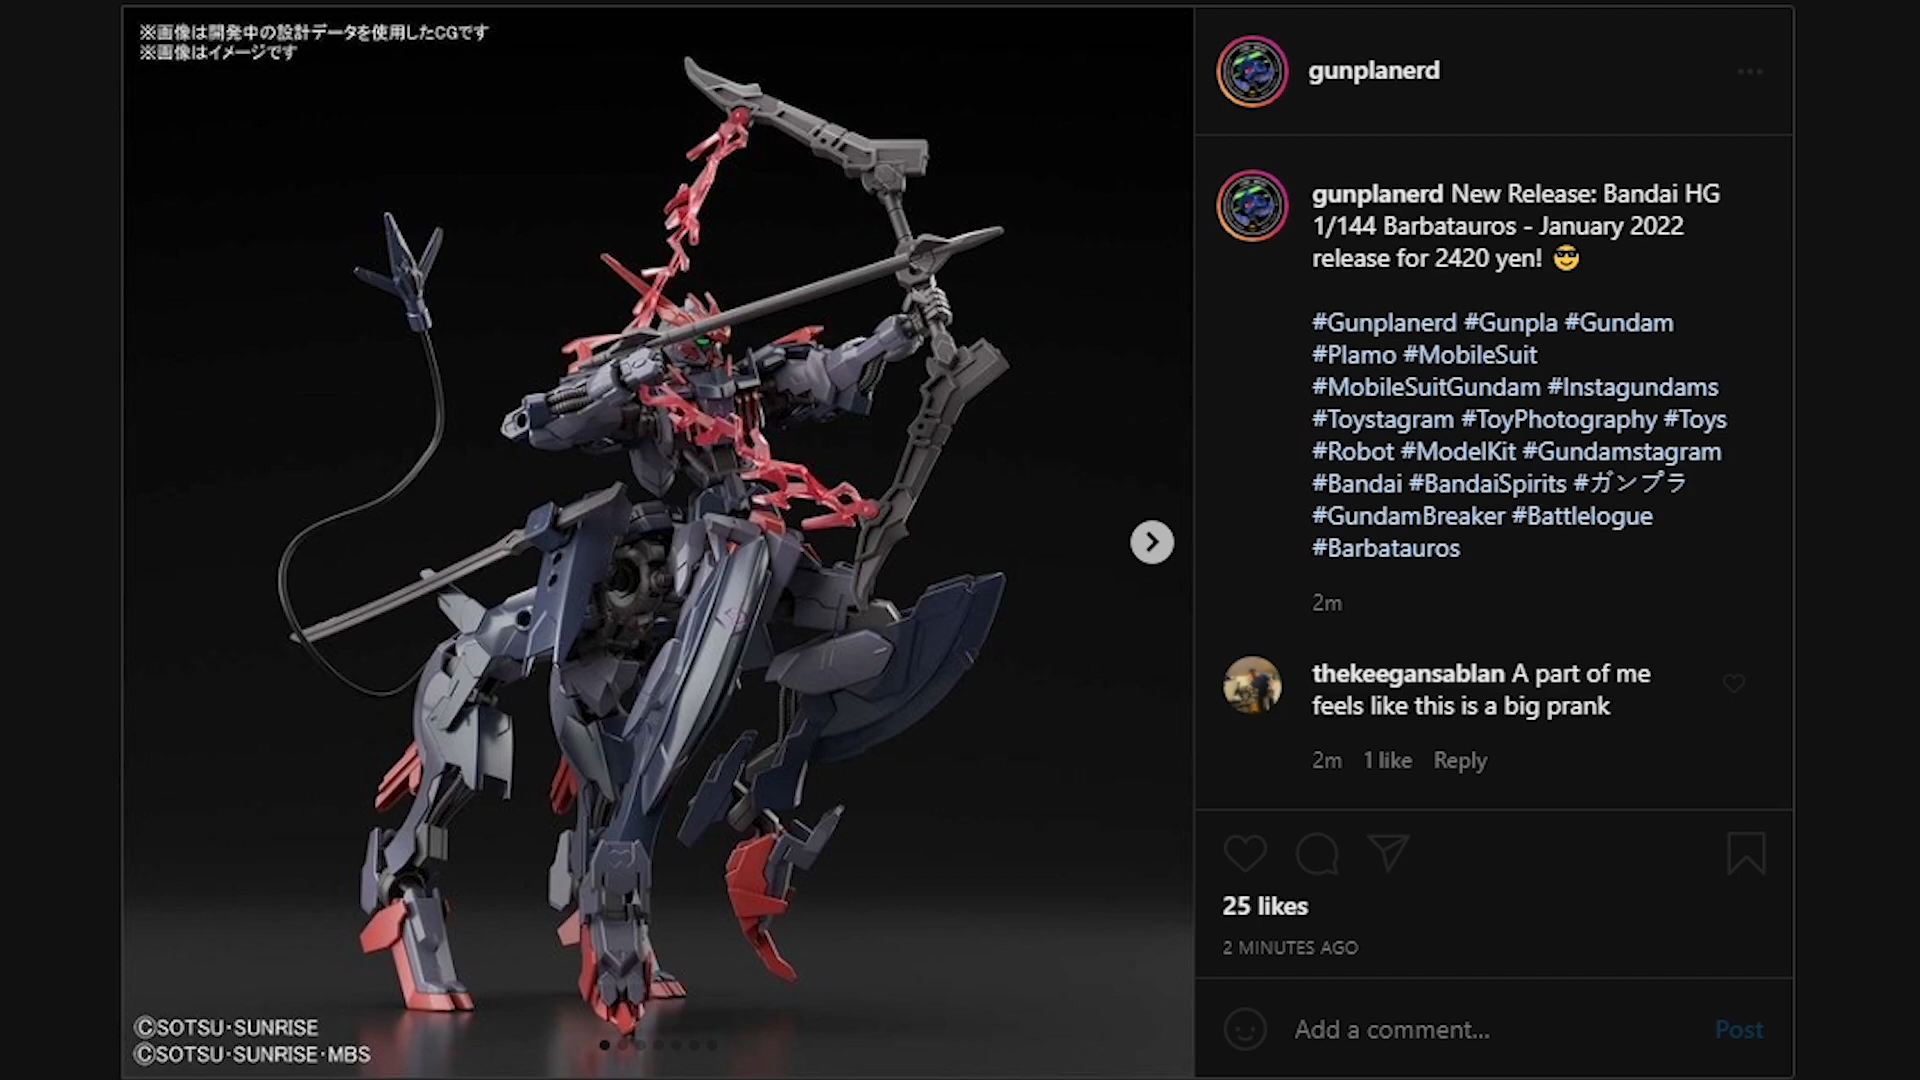 ※画像は開発中の設計データを使用したCGです
※画像はイメージです
©SOTSU・SUNRISE
©SOTSU・SUNRISE・MBS
gunplanerd
gunplanerd New Release: Bandai HG
1/144 Barbatauros - January 2022
release for 2420 yen! 😎
#Gunplanerd #Gunpla #Gundam
#Plamo #MobileSuit
#MobileSuitGundam #Instagundams
#Toystagram #ToyPhotography #Toys
#Robot #ModelKit #Gundamstagram
#Bandai #BandaiSpirits #ガンプラ
#GundamBreaker #Battlelogue
#Barbatauros
2m
thekeegansablan A part of me
feels like this is a big prank
2m 1 like Reply
25 likes
2 MINUTES AGO
Add a comment... Post